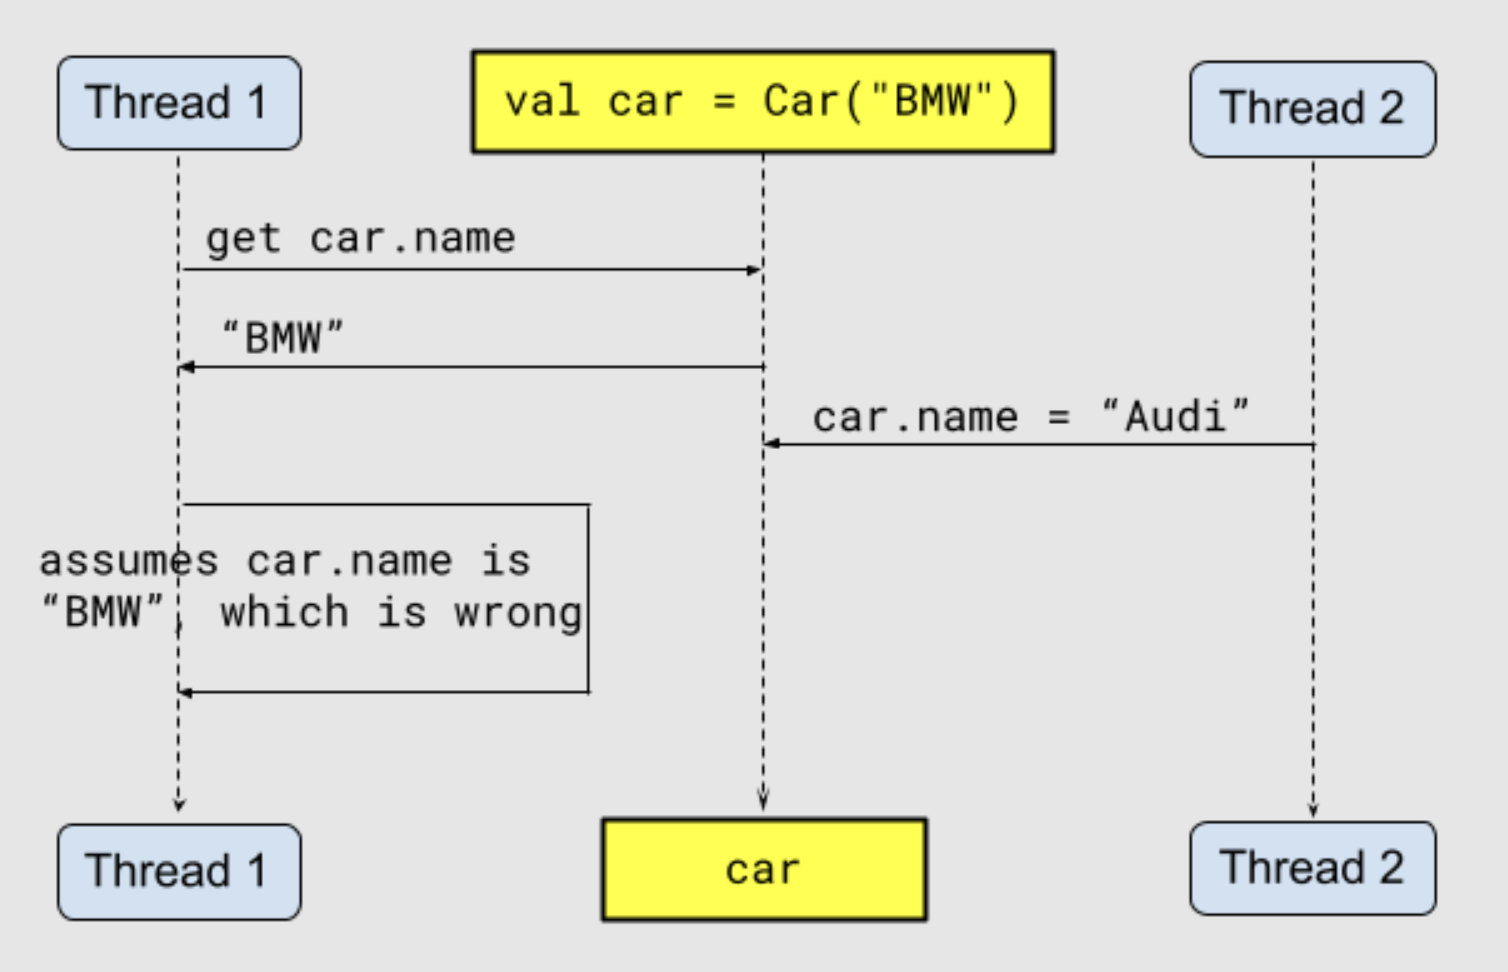 Thread 1
val car = Car("BMW")
Thread 2
get car.name
“BMW”
car.name = “Audi”
assumes car.name is
“BMW”, which is wrong
Thread 1
car
Thread 2